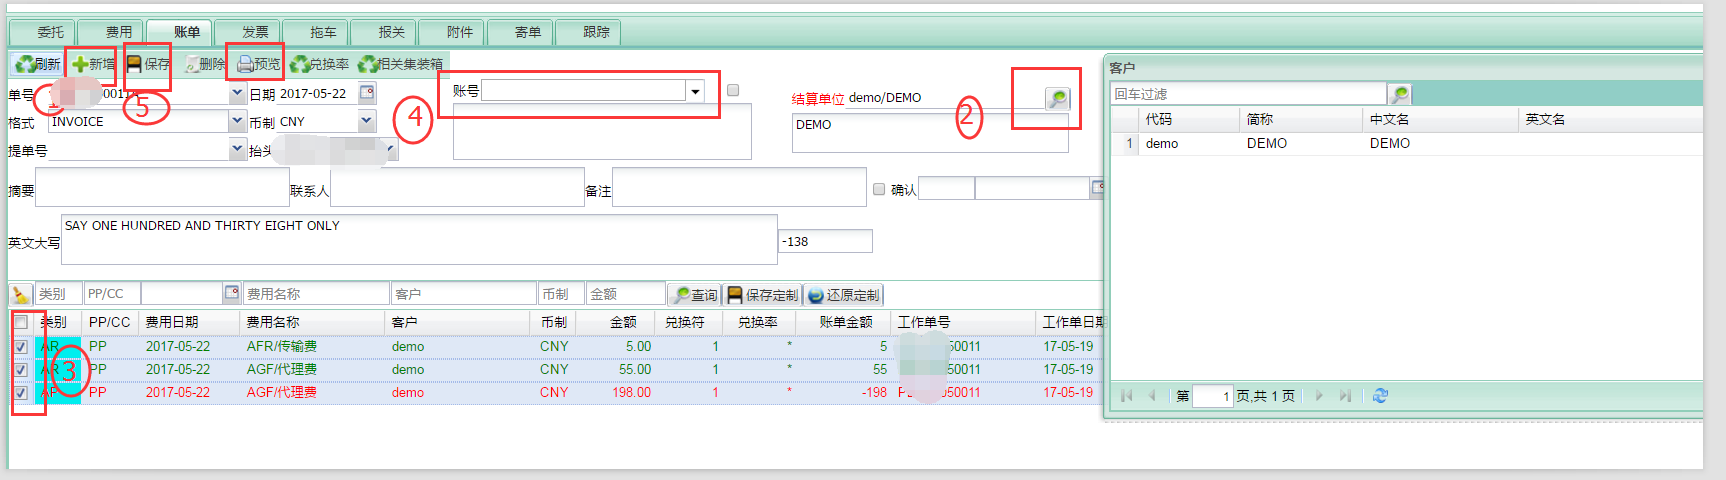 委托 费用 账单 发票 拖车 报关 附件 寄单 跟踪
刷新 新增 保存 删除 预览 兑换率 相关集装箱
单号 日期 2017-05-22
账号
结算单位 demo/DEMO
① ⑤ ④ ②
格式 INVOICE 币制 CNY
DEMO
提单号 抬头
摘要 联系人 备注 确认
英文大写 SAY ONE HUNDRED AND THIRTY EIGHT ONLY
-138
类别 PP/CC 费用名称 客户 币制 金额 查询 保存定制 还原定制
类别 PP/CC 费用日期 费用名称 客户 币制 金额 兑换符 兑换率 账单金额 工作单号 工作单日期
AR PP 2017-05-22 AFR/传输费 demo CNY 5.00 1 * 5 50011 17-05-19
AR PP 2017-05-22 AGF/代理费 demo CNY 55.00 1 * 55 50011 17-05-19
③
AP PP 2017-05-22 AGF/代理费 demo CNY 198.00 1 * -198 50011 17-05-19
客户
回车过滤
代码 简称 中文名 英文名
1 demo DEMO DEMO
第 1 页,共 1 页